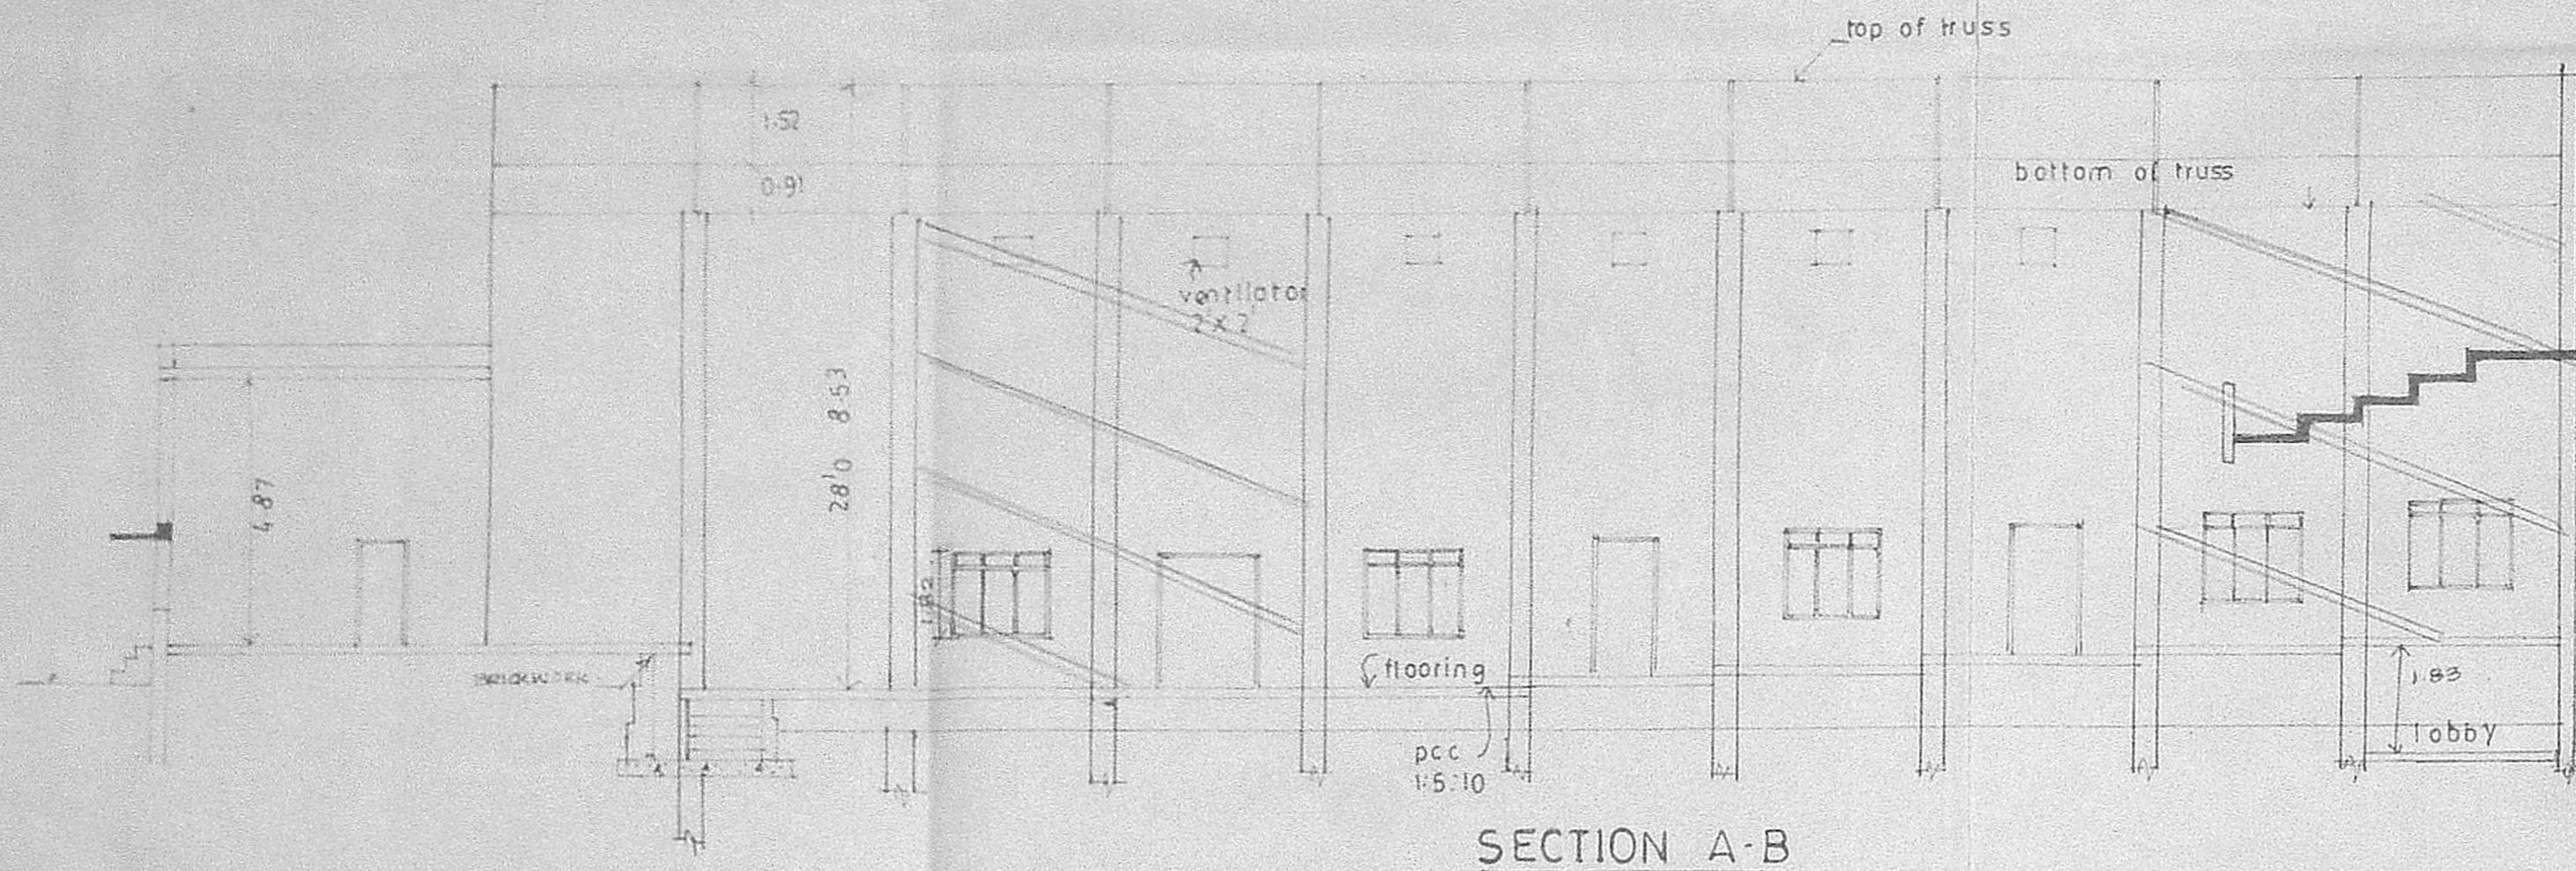 top of truss
1.52
bottom of truss
0.91
ventilator
2' x 2'
28'0 8.53
4.87
1.82
flooring
BRICKWORK
1.83
lobby
pcc
1:5:10
SECTION A-B